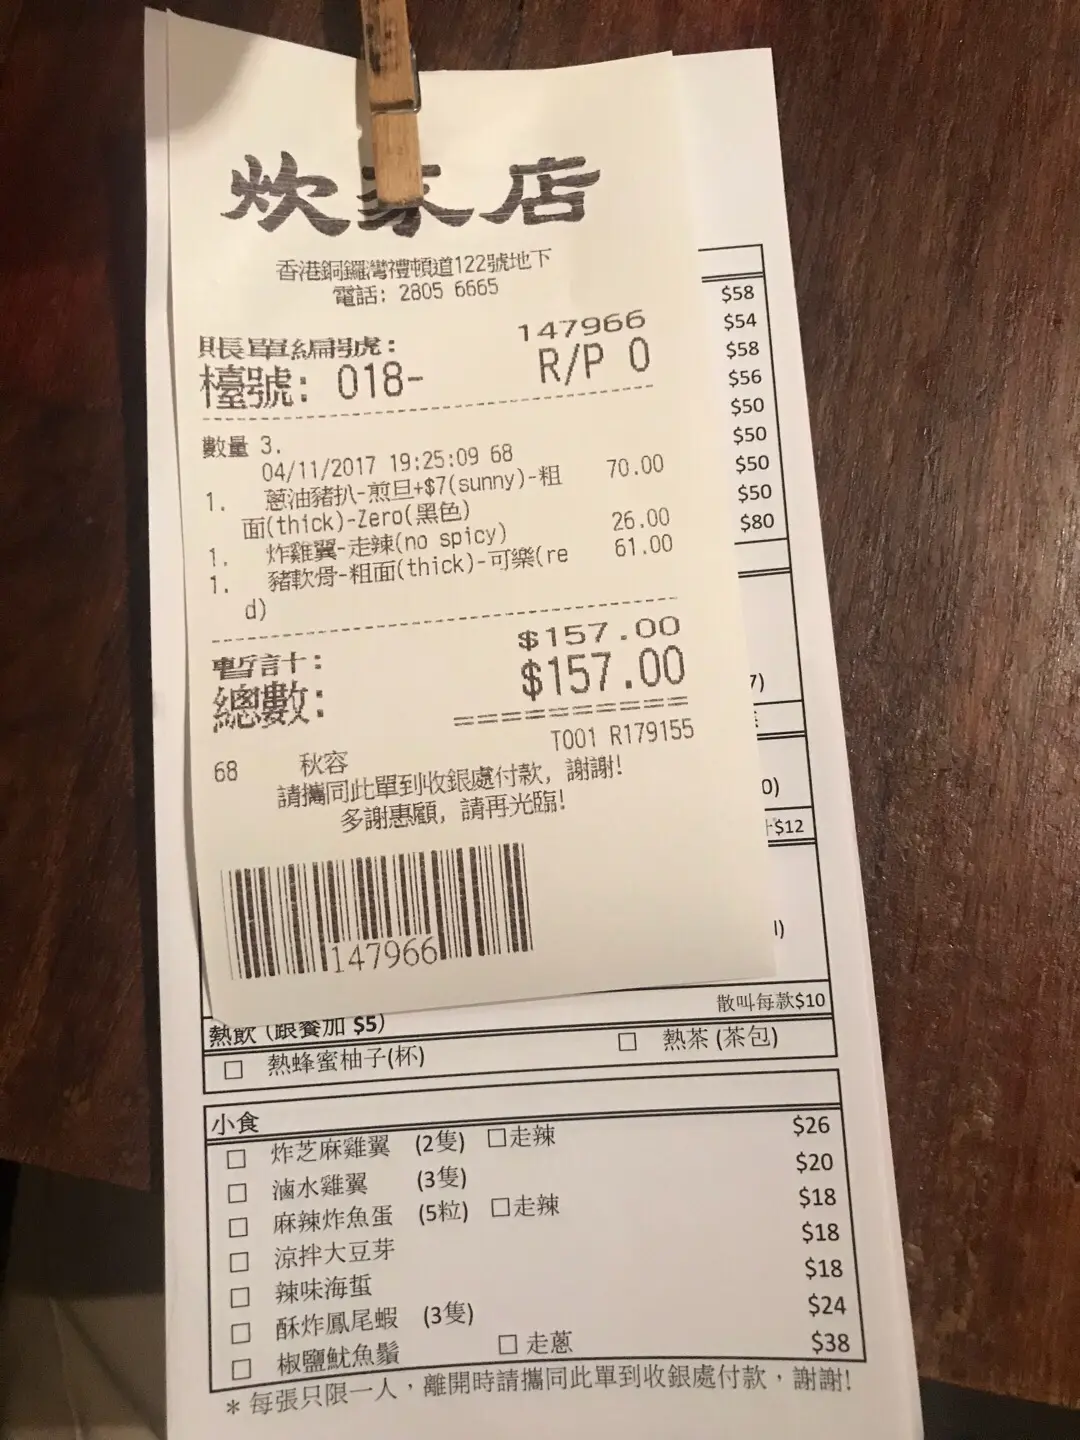 炊家店
香港銅鑼灣禮頓道122號地下
電話: 2805 6665
賬單編號: 147966
檯號: 018- R/P 0
數量 3.
04/11/2017 19:25:09 68
1. 蔥油豬扒-煎旦+$7(sunny)-粗 70.00
面(thick)-Zero(黑色)
1. 炸雞翼-走辣(no spicy) 26.00
1. 豬軟骨-粗面(thick)-可樂(re 61.00
d)
暫計: $157.00
總數: $157.00
==========
T001 R179155
68 秋容
請攜同此單到收銀處付款, 謝謝!
多謝惠顧, 請再光臨!
147966
$58
$54
$58
$56
$50
$50
$50
$50
$80
7)
0)
$12
散叫每款$10
熱飲 (跟餐加 $5)
□ 熱蜂蜜柚子(杯) □ 熱茶 (茶包)
小食
□ 炸芝麻雞翼 (2隻) □走辣 $26
□ 滷水雞翼 (3隻) $20
□ 麻辣炸魚蛋 (5粒) □走辣 $18
□ 涼拌大豆芽 $18
□ 辣味海蜇 $18
□ 酥炸鳳尾蝦 (3隻) $24
□ 椒鹽魷魚鬚 □ 走蔥 $38
* 每張只限一人，離開時請攜同此單到收銀處付款，謝謝!